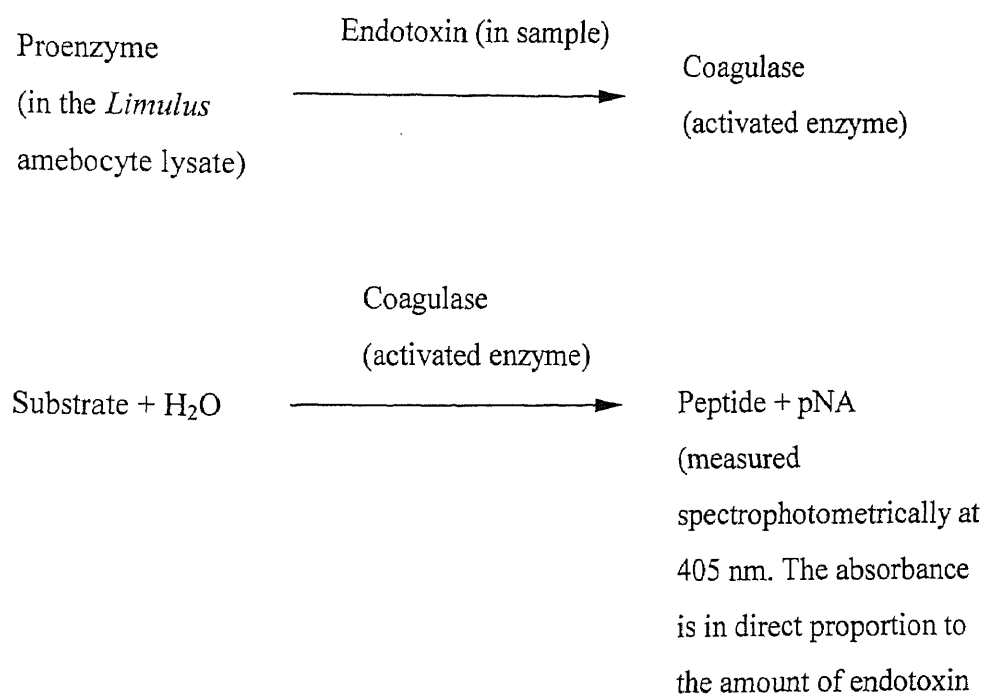 Proenzyme
(in the Limulus
amebocyte lysate)
Endotoxin (in sample)
Coagulase
(activated enzyme)
Coagulase
(activated enzyme)
Substrate + H₂O
Peptide + pNA
(measured
spectrophotometrically at
405 nm. The absorbance
is in direct proportion to
the amount of endotoxin